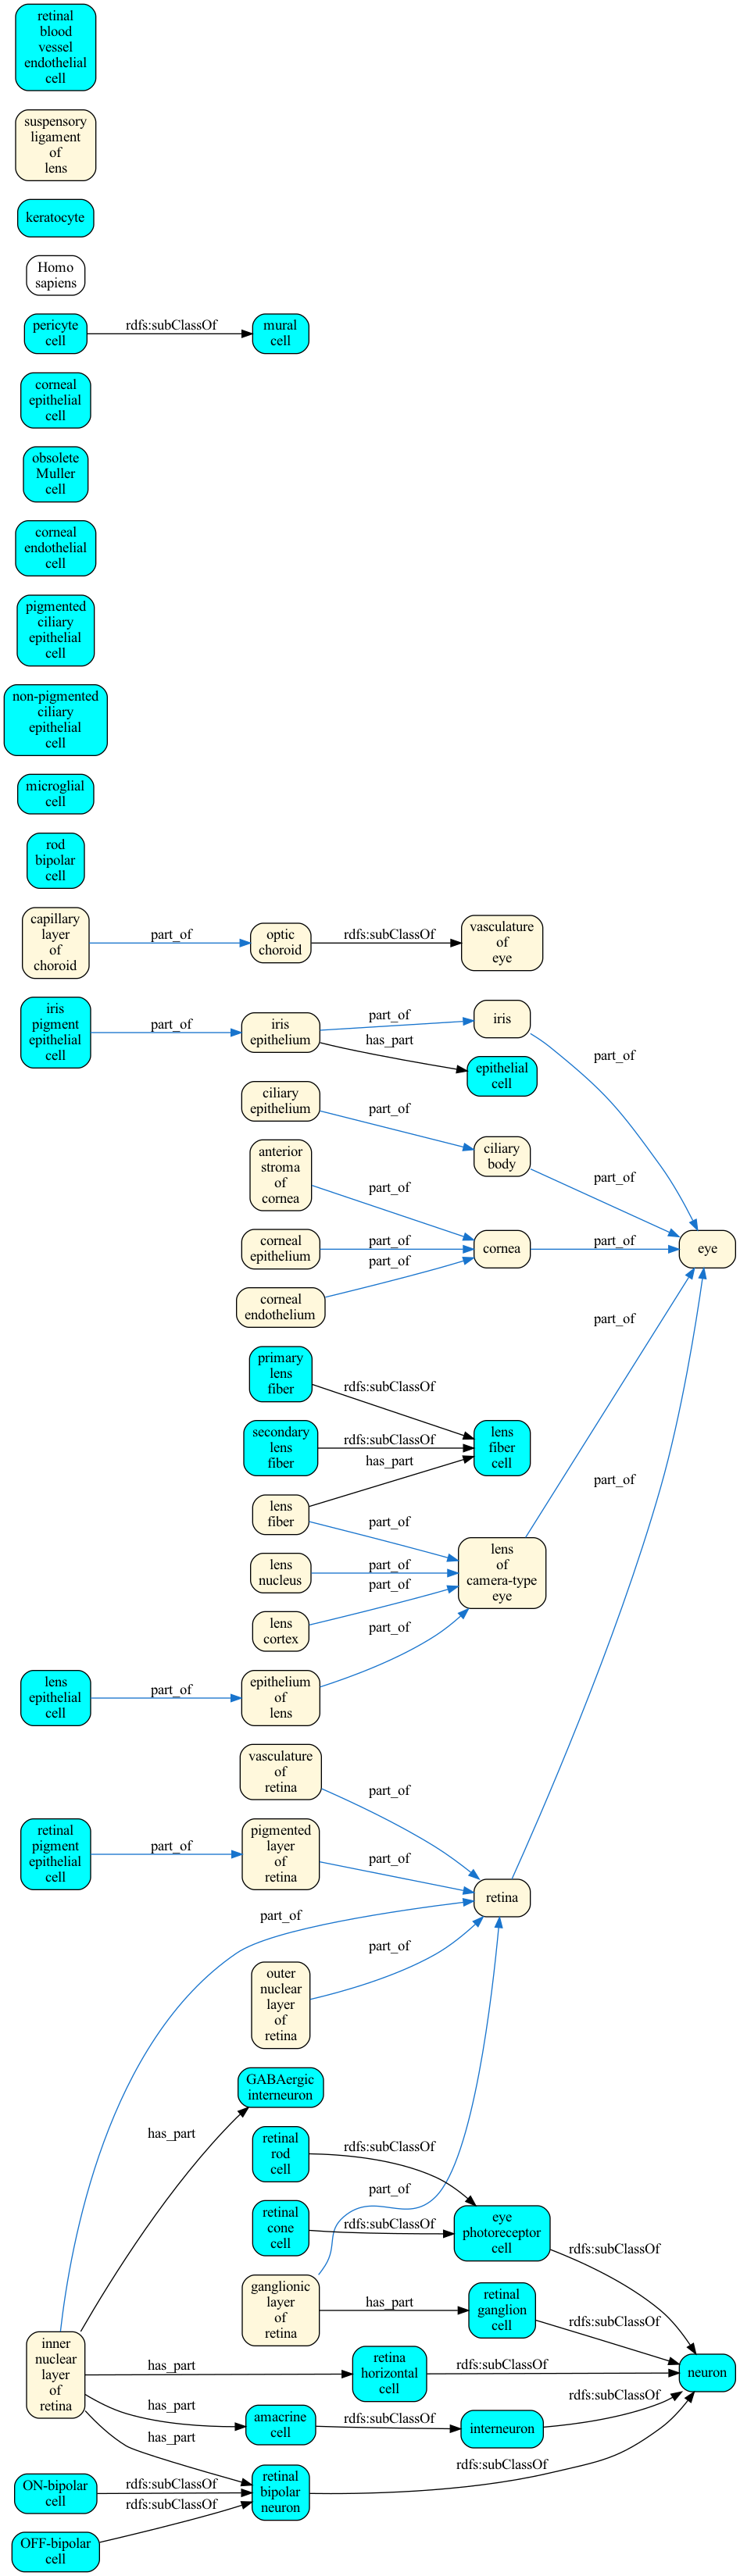 retinal
blood
vessel
endothelial
cell
suspensory
ligament
of
lens
keratocyte
Homo
sapiens
pericyte
cell
rdfs:subClassOf
mural
cell
corneal
epithelial
cell
obsolete
Muller
cell
corneal
endothelial
cell
pigmented
ciliary
epithelial
cell
non-pigmented
ciliary
epithelial
cell
microglial
cell
rod
bipolar
cell
capillary
layer
of
choroid
part_of
optic
choroid
rdfs:subClassOf
vasculature
of
eye
iris
pigment
epithelial
cell
part_of
iris
epithelium
part_of
iris
part_of
has_part
epithelial
cell
ciliary
epithelium
part_of
ciliary
body
part_of
anterior
stroma
of
cornea
part_of
corneal
epithelium
part_of
cornea
part_of
eye
corneal
endothelium
part_of
primary
lens
fiber
rdfs:subClassOf
secondary
lens
fiber
rdfs:subClassOf
lens
fiber
cell
lens
fiber
has_part
part_of
lens
nucleus
part_of
lens
of
camera-type
eye
part_of
lens
cortex
part_of
lens
epithelial
cell
part_of
epithelium
of
lens
part_of
vasculature
of
retina
part_of
retinal
pigment
epithelial
cell
part_of
pigmented
layer
of
retina
part_of
retina
part_of
part_of
outer
nuclear
layer
of
retina
part_of
GABAergic
interneuron
has_part
retinal
rod
cell
rdfs:subClassOf
retinal
cone
cell
rdfs:subClassOf
eye
photoreceptor
cell
rdfs:subClassOf
part_of
ganglionic
layer
of
retina
has_part
retinal
ganglion
cell
rdfs:subClassOf
inner
nuclear
layer
of
retina
has_part
retina
horizontal
cell
rdfs:subClassOf
neuron
has_part
amacrine
cell
rdfs:subClassOf
interneuron
rdfs:subClassOf
has_part
ON-bipolar
cell
rdfs:subClassOf
retinal
bipolar
neuron
rdfs:subClassOf
OFF-bipolar
cell
rdfs:subClassOf